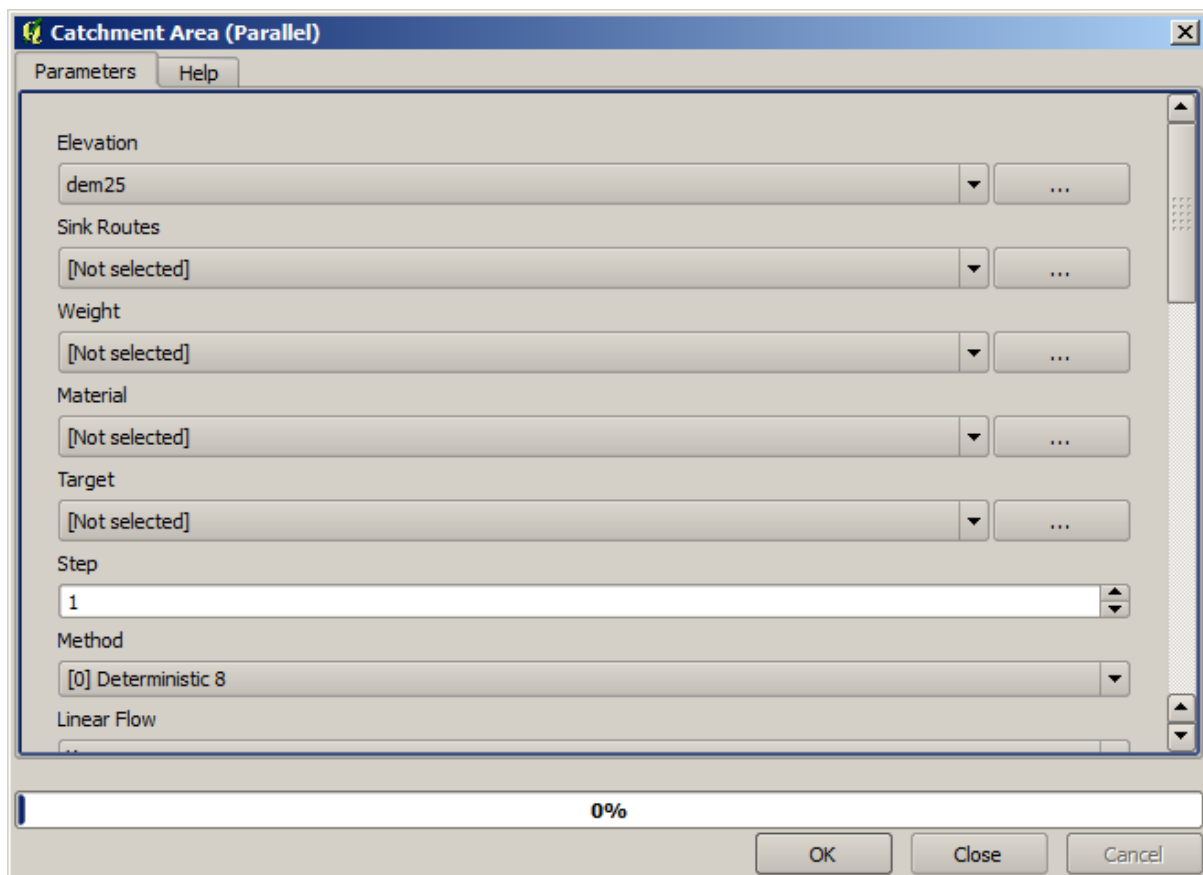 Catchment Area (Parallel)
Parameters Help
Elevation
dem25
...
Sink Routes
[Not selected]
...
Weight
[Not selected]
...
Material
[Not selected]
...
Target
[Not selected]
...
Step
1
Method
[0] Deterministic 8
Linear Flow
0%
OK Close Cancel